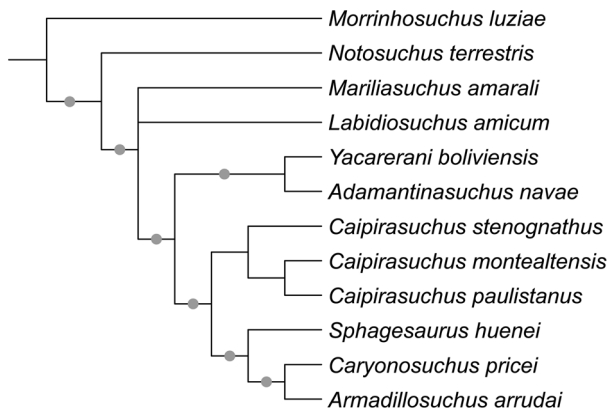 Morrinhosuchus luziae
Notosuchus terrestris
Mariliasuchus amarali
Labidiosuchus amicum
Yacarerani boliviensis
Adamantinasuchus navae
Caipirasuchus stenognathus
Caipirasuchus montealtensis
Caipirasuchus paulistanus
Sphagesaurus huenei
Caryonosuchus pricei
Armadillosuchus arrudai